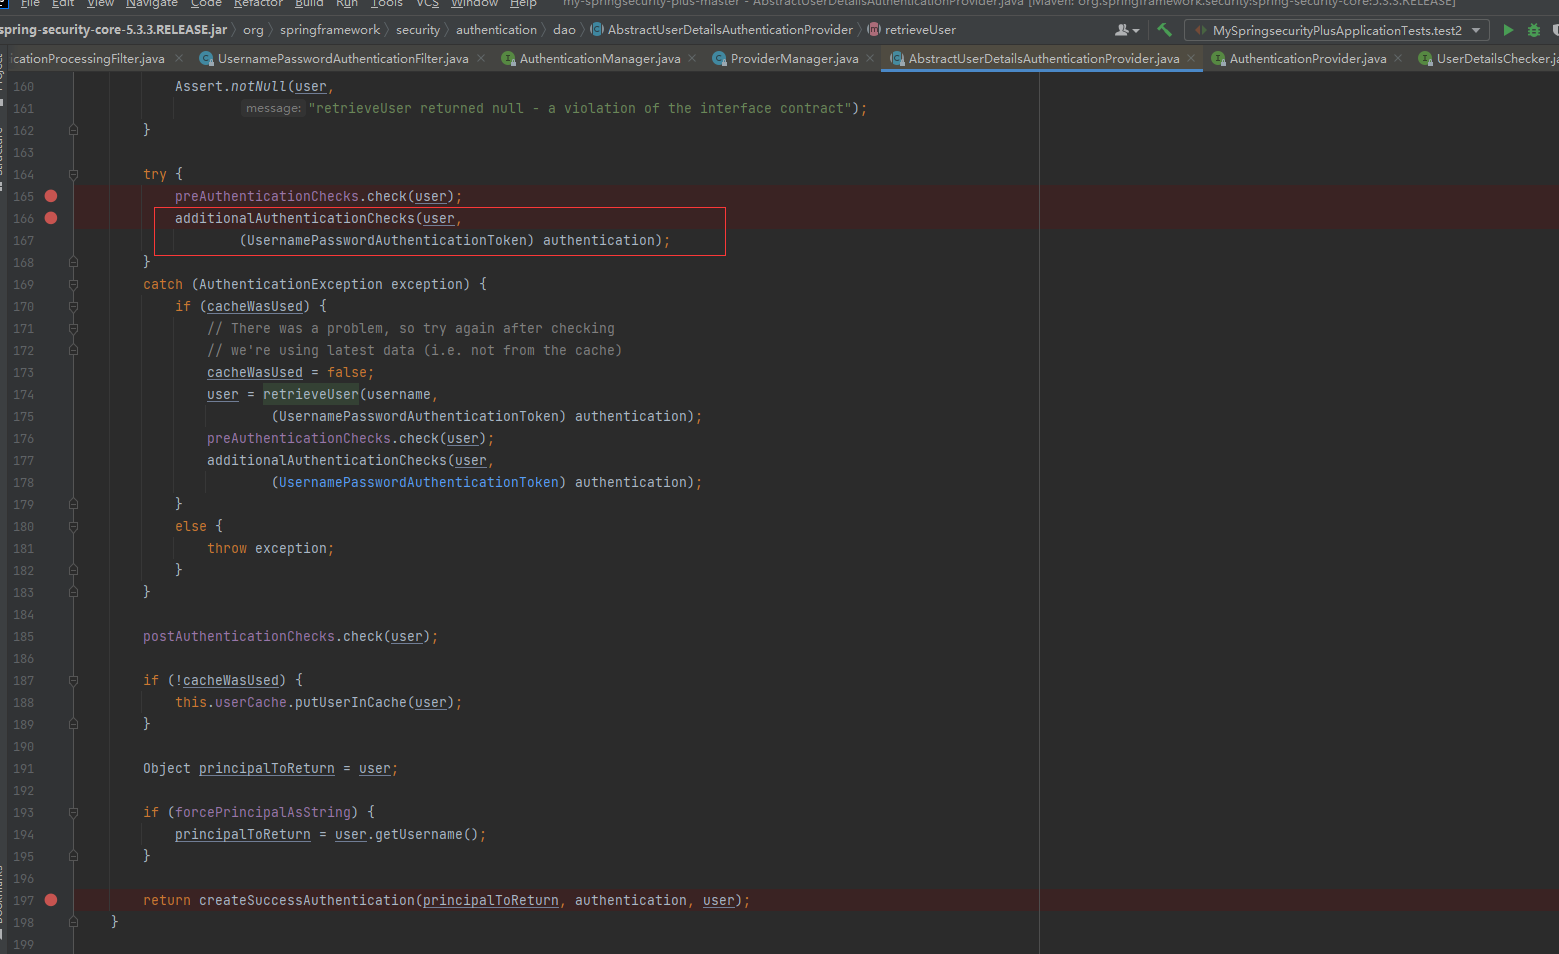 File Edit View Navigate Code Refactor Build Run Tools VCS Window Help my-springsecurity-plus-master - AbstractUserDetailsAuthenticationProvider.java [Maven: org.springframework.security:spring-security-core:5.3.3.RELEASE]
spring-security-core-5.3.3.RELEASE.jar org springframework security authentication dao AbstractUserDetailsAuthenticationProvider retrieveUser MySpringsecurityPlusApplicationTests.test2
icationProcessingFilter.java UsernamePasswordAuthenticationFilter.java AuthenticationManager.java ProviderManager.java AbstractUserDetailsAuthenticationProvider.java AuthenticationProvider.java UserDetailsChecker.ja
160 Assert.notNull(user,
161 message: "retrieveUser returned null - a violation of the interface contract");
162 }
163
164 try {
165 preAuthenticationChecks.check(user);
166 additionalAuthenticationChecks(user,
167 (UsernamePasswordAuthenticationToken) authentication);
168 }
169 catch (AuthenticationException exception) {
170 if (cacheWasUsed) {
171 // There was a problem, so try again after checking
172 // we're using latest data (i.e. not from the cache)
173 cacheWasUsed = false;
174 user = retrieveUser(username,
175 (UsernamePasswordAuthenticationToken) authentication);
176 preAuthenticationChecks.check(user);
177 additionalAuthenticationChecks(user,
178 (UsernamePasswordAuthenticationToken) authentication);
179 }
180 else {
181 throw exception;
182 }
183 }
184
185 postAuthenticationChecks.check(user);
186
187 if (!cacheWasUsed) {
188 this.userCache.putUserInCache(user);
189 }
190
191 Object principalToReturn = user;
192
193 if (forcePrincipalAsString) {
194 principalToReturn = user.getUsername();
195 }
196
197 return createSuccessAuthentication(principalToReturn, authentication, user);
198 }
199